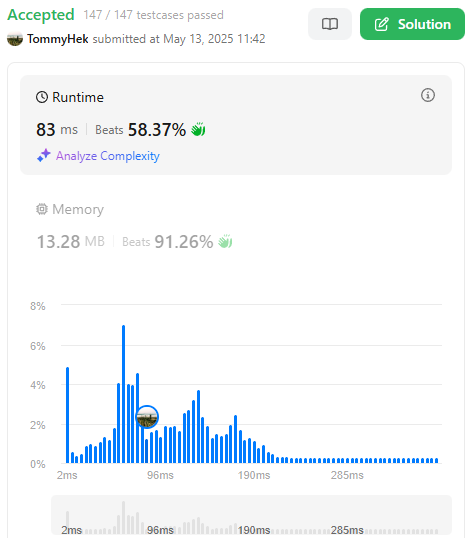 Accepted 147 / 147 testcases passed
Solution
TommyHek submitted at May 13, 2025 11:42
Runtime
83 ms Beats 58.37%
Analyze Complexity
Memory
13.28 MB Beats 91.26%
8%
6%
4%
2%
0%
2ms 96ms 190ms 285ms
2ms 96ms 190ms 285ms